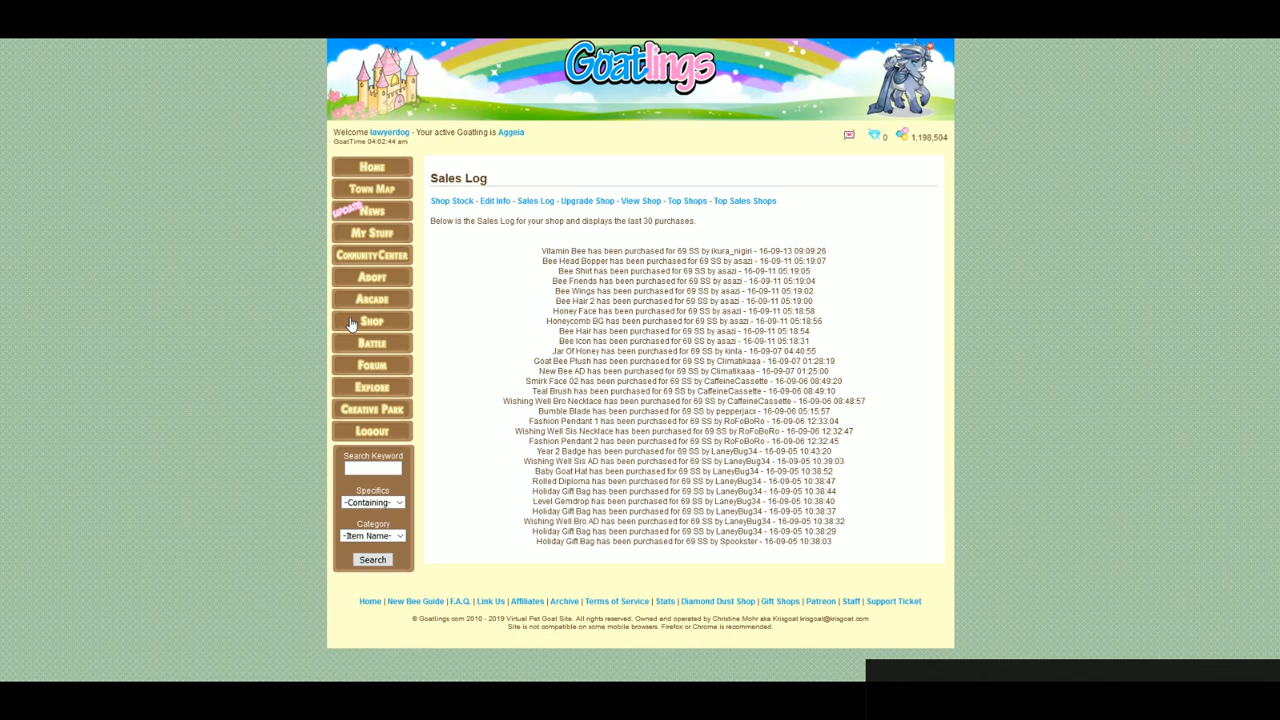 Goatlings
Welcome lawyerdog - Your active Goatling is Aggeia
GoatTime 04:02:44 am
0 1,198,504
Home
Town Map
UPDATE News
My Stuff
Community Center
Adopt
Arcade
Shop
Battle
Forum
Explore
Creative Park
Logout
Search Keyword
Specifics
-Containing-
Category
-Item Name-
Search
Sales Log
Shop Stock - Edit Info - Sales Log - Upgrade Shop - View Shop - Top Shops - Top Sales Shops
Below is the Sales Log for your shop and displays the last 30 purchases.
Vitamin Bee has been purchased for 69 SS by ikura_nigiri - 16-09-13 09:09:26
Bee Head Bopper has been purchased for 69 SS by asazi - 16-09-11 05:19:07
Bee Shirt has been purchased for 69 SS by asazi - 16-09-11 05:19:05
Bee Friends has been purchased for 69 SS by asazi - 16-09-11 05:19:04
Bee Wings has been purchased for 69 SS by asazi - 16-09-11 05:19:02
Bee Hair 2 has been purchased for 69 SS by asazi - 16-09-11 05:19:00
Honey Face has been purchased for 69 SS by asazi - 16-09-11 05:18:58
Honeycomb BG has been purchased for 69 SS by asazi - 16-09-11 05:18:56
Bee Hair has been purchased for 69 SS by asazi - 16-09-11 05:18:54
Bee Icon has been purchased for 69 SS by asazi - 16-09-11 05:18:31
Jar Of Honey has been purchased for 69 SS by kinla - 16-09-07 04:40:55
Goat Bee Plush has been purchased for 69 SS by Climatikaaa - 16-09-07 01:28:19
New Bee AD has been purchased for 69 SS by Climatikaaa - 16-09-07 01:25:00
Smirk Face 02 has been purchased for 69 SS by CaffeineCassette - 16-09-06 08:49:20
Teal Brush has been purchased for 69 SS by CaffeineCassette - 16-09-06 08:49:10
Wishing Well Bro Necklace has been purchased for 69 SS by CaffeineCassette - 16-09-06 08:48:57
Bumble Blade has been purchased for 69 SS by pepperjacx - 16-09-06 05:15:57
Fashion Pendant 1 has been purchased for 69 SS by RoFoBoRo - 16-09-06 12:33:04
Wishing Well Sis Necklace has been purchased for 69 SS by RoFoBoRo - 16-09-06 12:32:47
Fashion Pendant 2 has been purchased for 69 SS by RoFoBoRo - 16-09-06 12:32:45
Year 2 Badge has been purchased for 69 SS by LaneyBug34 - 16-09-05 10:43:20
Wishing Well Sis AD has been purchased for 69 SS by LaneyBug34 - 16-09-05 10:39:03
Baby Goat Hat has been purchased for 69 SS by LaneyBug34 - 16-09-05 10:38:52
Rolled Diploma has been purchased for 69 SS by LaneyBug34 - 16-09-05 10:38:47
Holiday Gift Bag has been purchased for 69 SS by LaneyBug34 - 16-09-05 10:38:44
Level Gemdrop has been purchased for 69 SS by LaneyBug34 - 16-09-05 10:38:40
Holiday Gift Bag has been purchased for 69 SS by LaneyBug34 - 16-09-05 10:38:37
Wishing Well Bro AD has been purchased for 69 SS by LaneyBug34 - 16-09-05 10:38:32
Holiday Gift Bag has been purchased for 69 SS by LaneyBug34 - 16-09-05 10:38:29
Holiday Gift Bag has been purchased for 69 SS by Spookster - 16-09-05 10:38:03
Home | New Bee Guide | F.A.Q. | Link Us | Affiliates | Archive | Terms of Service | Stats | Diamond Dust Shop | Gift Shops | Patreon | Staff | Support Ticket
© Goatlings.com 2010 - 2019 Virtual Pet Goat Site. All rights reserved. Owned and operated by Christine Mohr aka Krisgoat krisgoat@krisgoat.com
Site is not compatible on some mobile browsers. Firefox or Chrome is recommended.